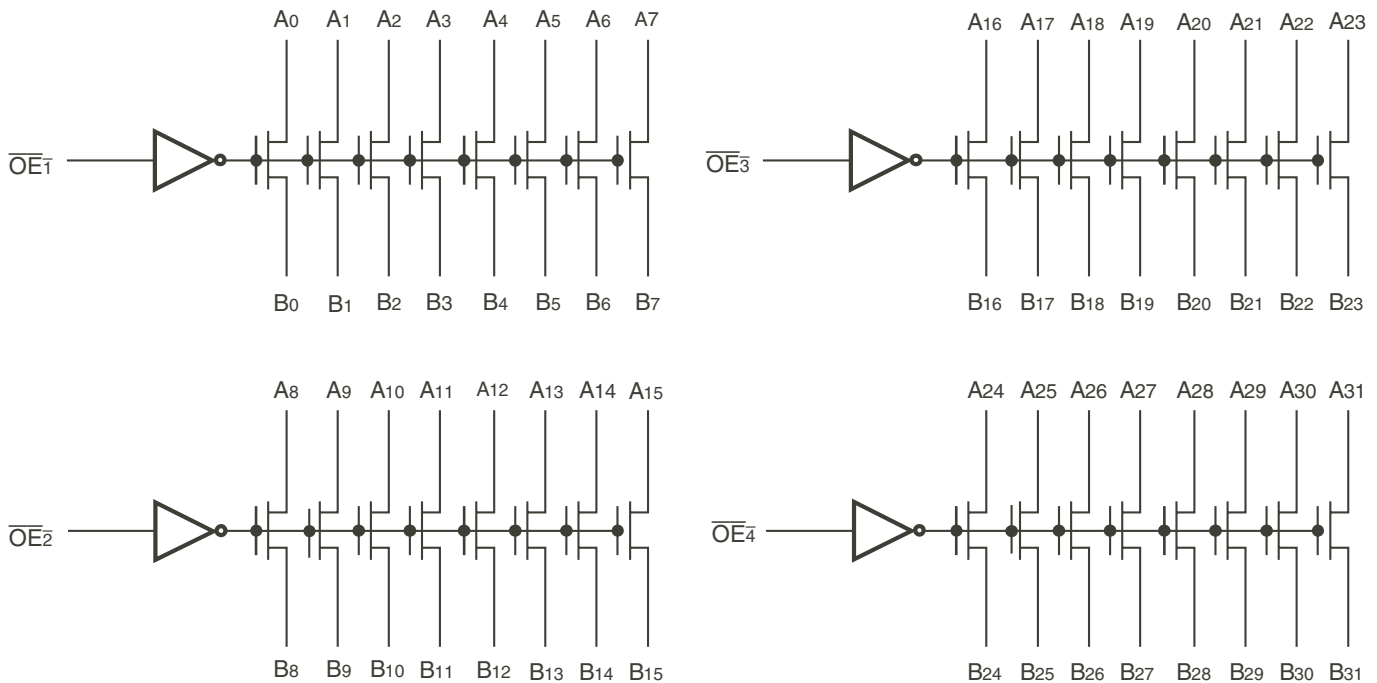 A0 A1 A2 A3 A4 A5 A6 A7
OE1
B0 B1 B2 B3 B4 B5 B6 B7
A16 A17 A18 A19 A20 A21 A22 A23
OE3
B16 B17 B18 B19 B20 B21 B22 B23
A8 A9 A10 A11 A12 A13 A14 A15
OE2
B8 B9 B10 B11 B12 B13 B14 B15
A24 A25 A26 A27 A28 A29 A30 A31
OE4
B24 B25 B26 B27 B28 B29 B30 B31